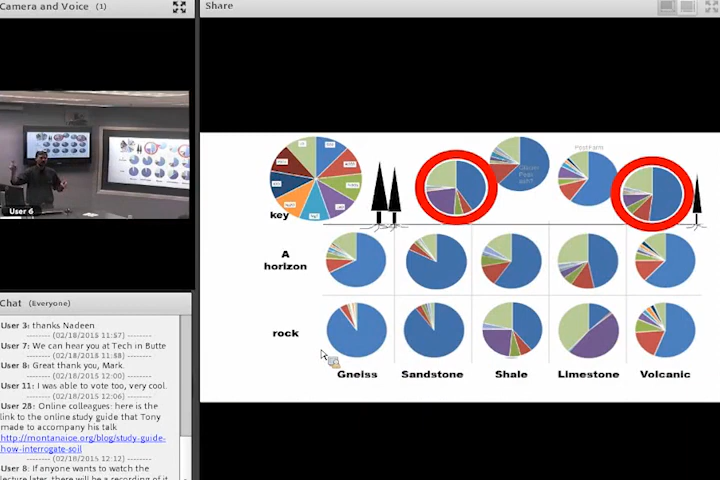 Camera and Voice (1)
Share
User 6
key
Post Farm
A
horizon
rock
Gneiss
Sandstone
Shale
Limestone
Volcanic
Chat (Everyone)
User 3: thanks Nadeen
-------- (02/18/2015 11:57) --------
User 7: We can hear you at Tech in Butte
-------- (02/18/2015 11:58) --------
User 8: Great thank you, Mark.
-------- (02/18/2015 12:00) --------
User 11: I was able to vote too, very cool.
-------- (02/18/2015 12:06) --------
User 28: Online colleagues: here is the
link to the online study guide that Tony
made to accompany his talk
http://montanaioe.org/blog/study-guide-
how-interrogate-soil
-------- (02/18/2015 12:12) --------
User 8: If anyone wants to watch the
lecture later, there will be a recording of it